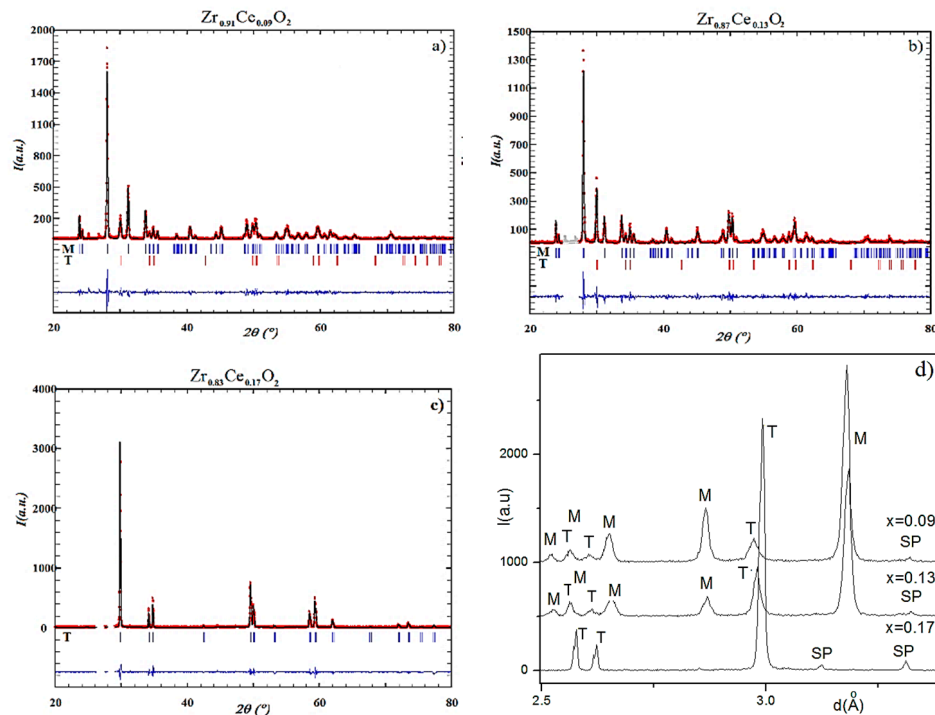 Zr0.91Ce0.09O2
a)
I(a.u.)
2000
1700
1400
1100
800
500
200
M
T
20 40 60 80
2θ (°)
Zr0.87Ce0.13O2
b)
I(a.u.)
1500
1300
1100
900
700
500
300
100
M
T
20 30 40 50 60 70 80
2θ (°)
Zr0.83Ce0.17O2
c)
I(a.u.)
4000
3000
2000
1000
0
T
20 40 60 80
2θ (°)
d)
I(a.u)
2000
1000
0
M T M T M M T M x=0.09 SP
M T M T M M T x=0.13 SP
T T T SP x=0.17 SP
2.5 3.0
d(Å)